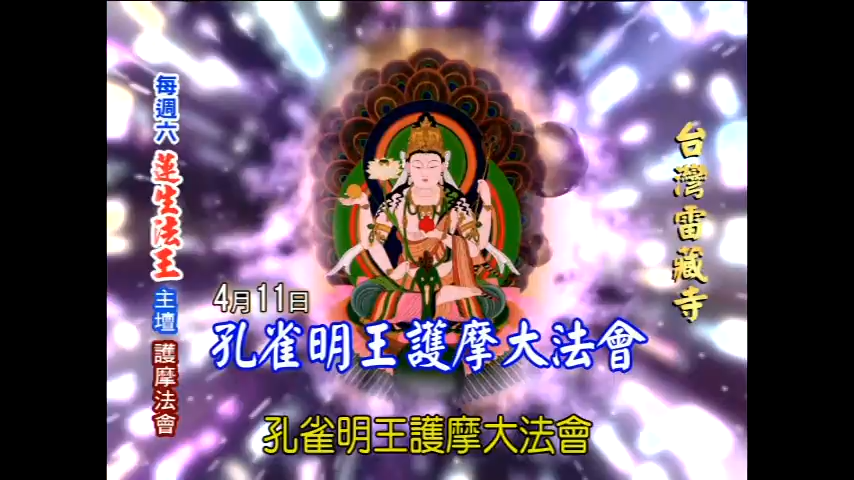 每週六 蓮生法王 主壇 護摩法會
台灣雷藏寺
4月11日
孔雀明王護摩大法會
孔雀明王護摩大法會